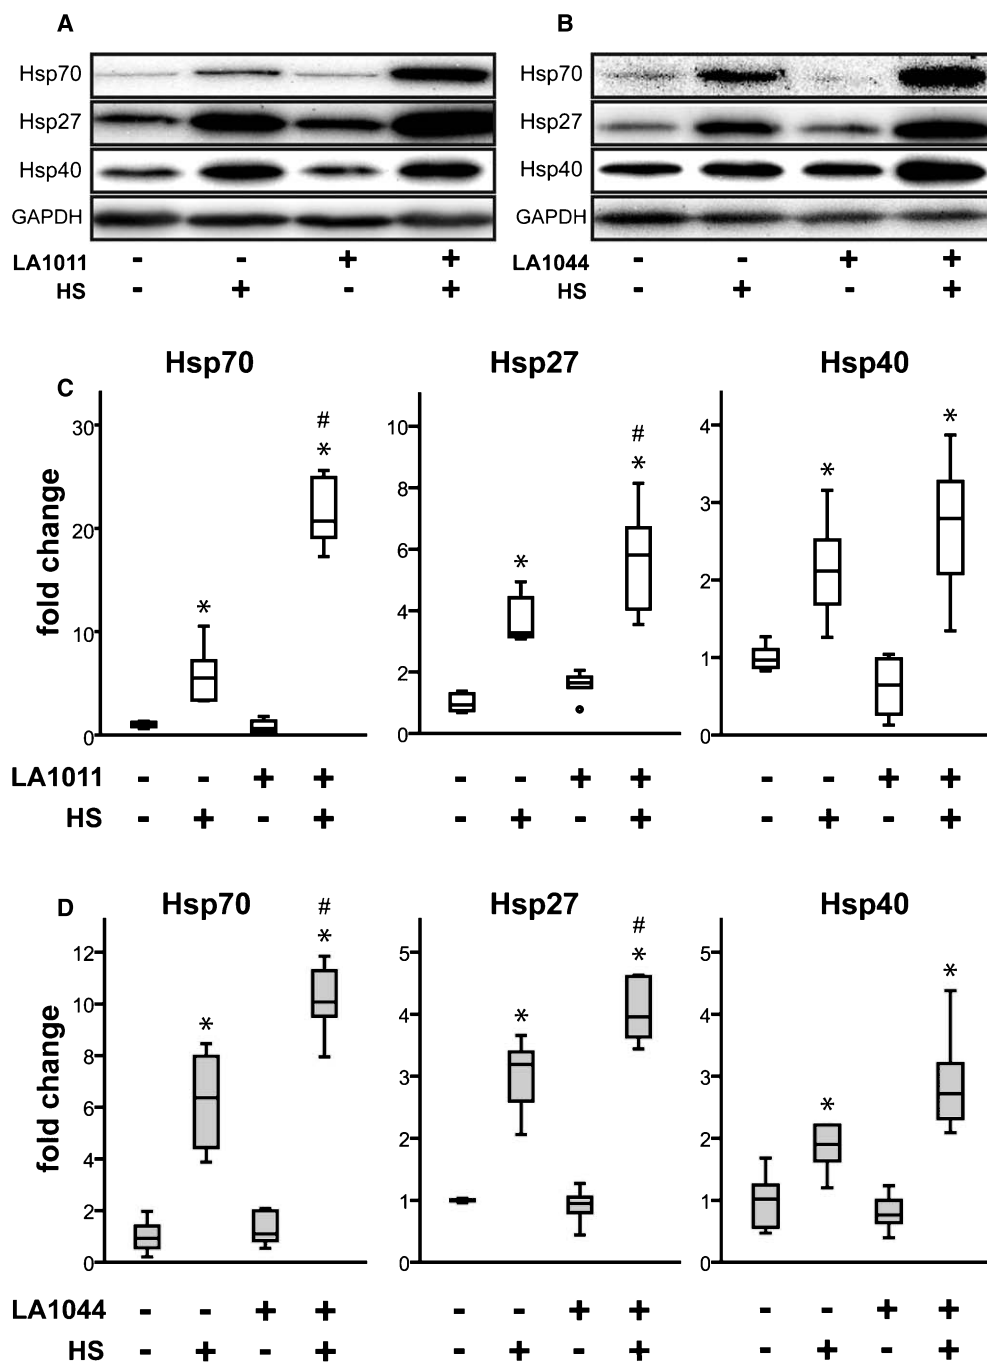 A B
Hsp70 Hsp70
Hsp27 Hsp27
Hsp40 Hsp40
GAPDH GAPDH
LA1011 - - + + LA1044 - - + +
HS - + - + HS - + - +
C
Hsp70 Hsp27 Hsp40
fold change
30
20
10
0
* * #
10
8
6
4
2
0
* * #
4
3
2
1
0
* *
LA1011 - - + + - - + + - - + +
HS - + - + - + - + - + - +
D
Hsp70 Hsp27 Hsp40
fold change
12
10
8
6
4
2
0
* * #
5
4
3
2
1
0
* * #
5
4
3
2
1
0
* *
LA1044 - - + + - - + + - - + +
HS - + - + - + - + - + - +